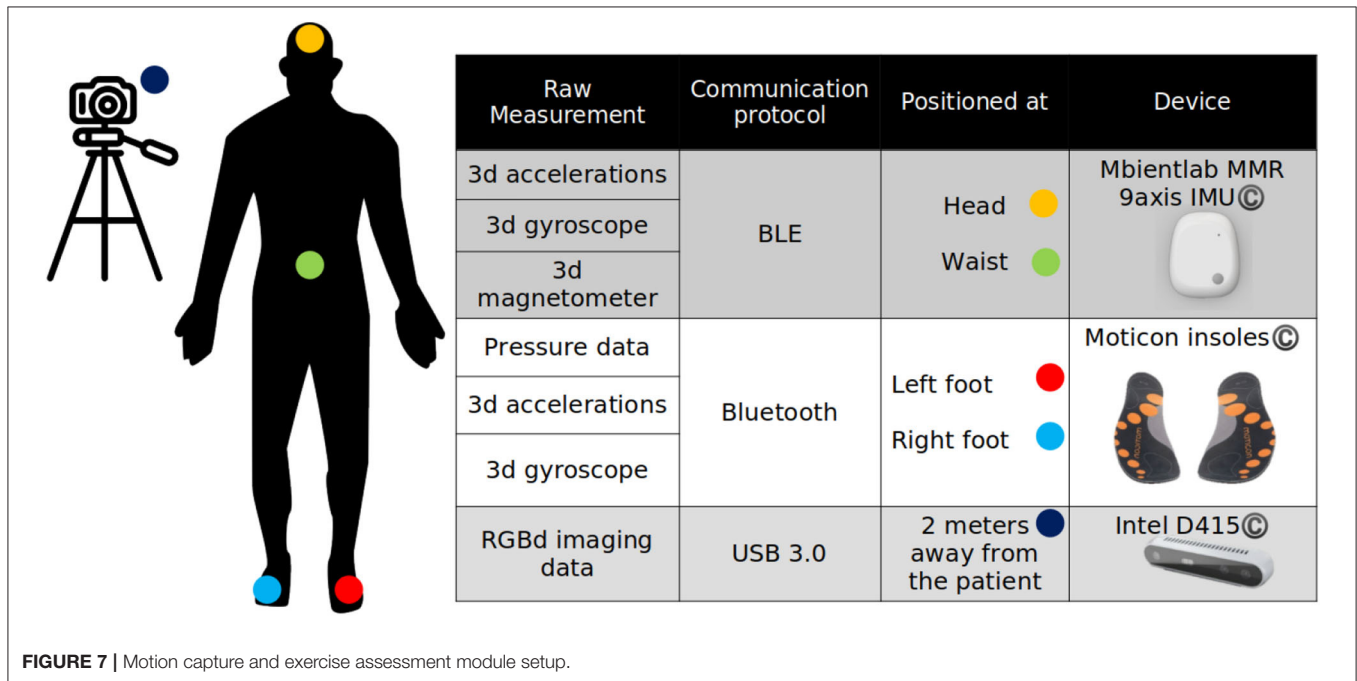 Raw
Measurement
Communication
protocol
Positioned at
Device
3d accelerations
3d gyroscope
3d
magnetometer
BLE
Head
Waist
Mbientlab MMR
9axis IMU©
Pressure data
3d accelerations
3d gyroscope
Bluetooth
Left foot
Right foot
Moticon insoles©
moticon
moticon
RGBd imaging
data
USB 3.0
2 meters
away from
the patient
Intel D415©
FIGURE 7 | Motion capture and exercise assessment module setup.